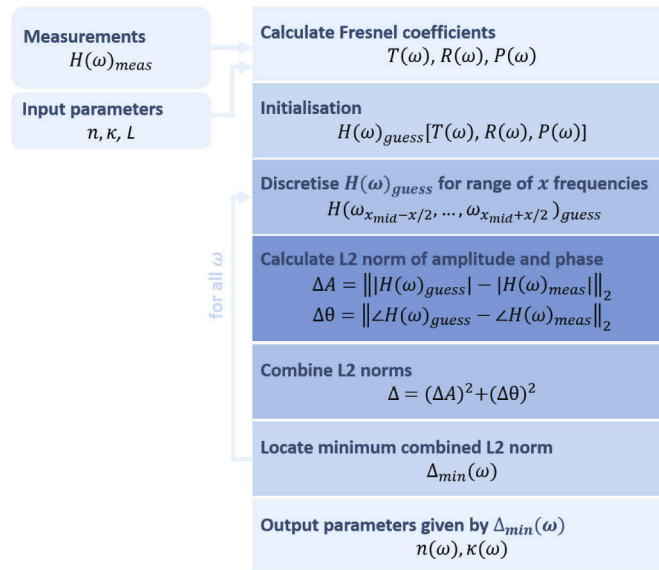 Measurements
H(ω)meas
Input parameters
n, κ, L
Calculate Fresnel coefficients
T(ω), R(ω), P(ω)
Initialisation
H(ω)guess[T(ω), R(ω), P(ω)]
Discretise H(ω)guess for range of x frequencies
H(ωxmid−x/2, … , ωxmid+x/2)guess
for all ω
Calculate L2 norm of amplitude and phase
ΔA = ‖|H(ω)guess| − |H(ω)meas|‖2
Δθ = ‖∠H(ω)guess − ∠H(ω)meas‖2
Combine L2 norms
Δ = (ΔA)²+(Δθ)²
Locate minimum combined L2 norm
Δmin(ω)
Output parameters given by Δmin(ω)
n(ω), κ(ω)